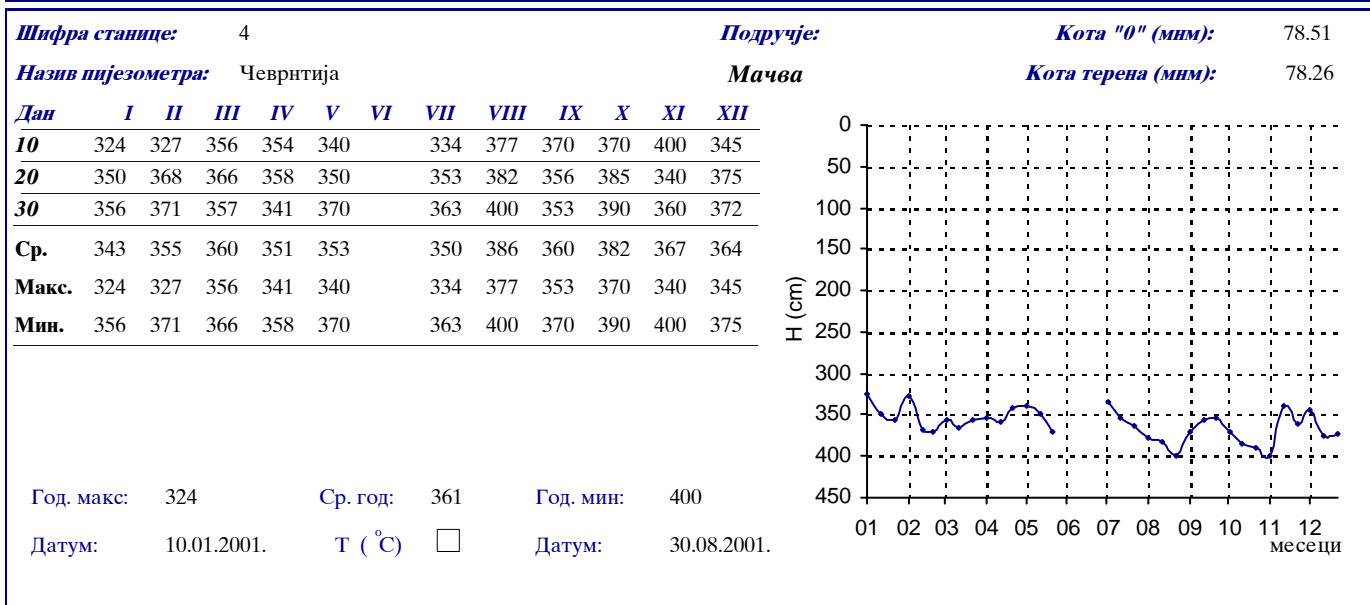 Шифра станице: 4 Подручје: Кота "0" (мнм): 78.51
Назив пијезометра: Чеврнтија Мачва Кота терена (мнм): 78.26
Дан I II III IV V VI VII VIII IX X XI XII
10 324 327 356 354 340 334 377 370 370 400 345
20 350 368 366 358 350 353 382 356 385 340 375
30 356 371 357 341 370 363 400 353 390 360 372
Ср. 343 355 360 351 353 350 386 360 382 367 364
Макс. 324 327 356 341 340 334 377 353 370 340 345
Мин. 356 371 366 358 370 363 400 370 390 400 375
0
50
100
150
200
250
300
350
400
450
H (cm)
01 02 03 04 05 06 07 08 09 10 11 12
месеци
Год. макс: 324 Ср. год: 361 Год. мин: 400
Датум: 10.01.2001. T ( °C) Датум: 30.08.2001.